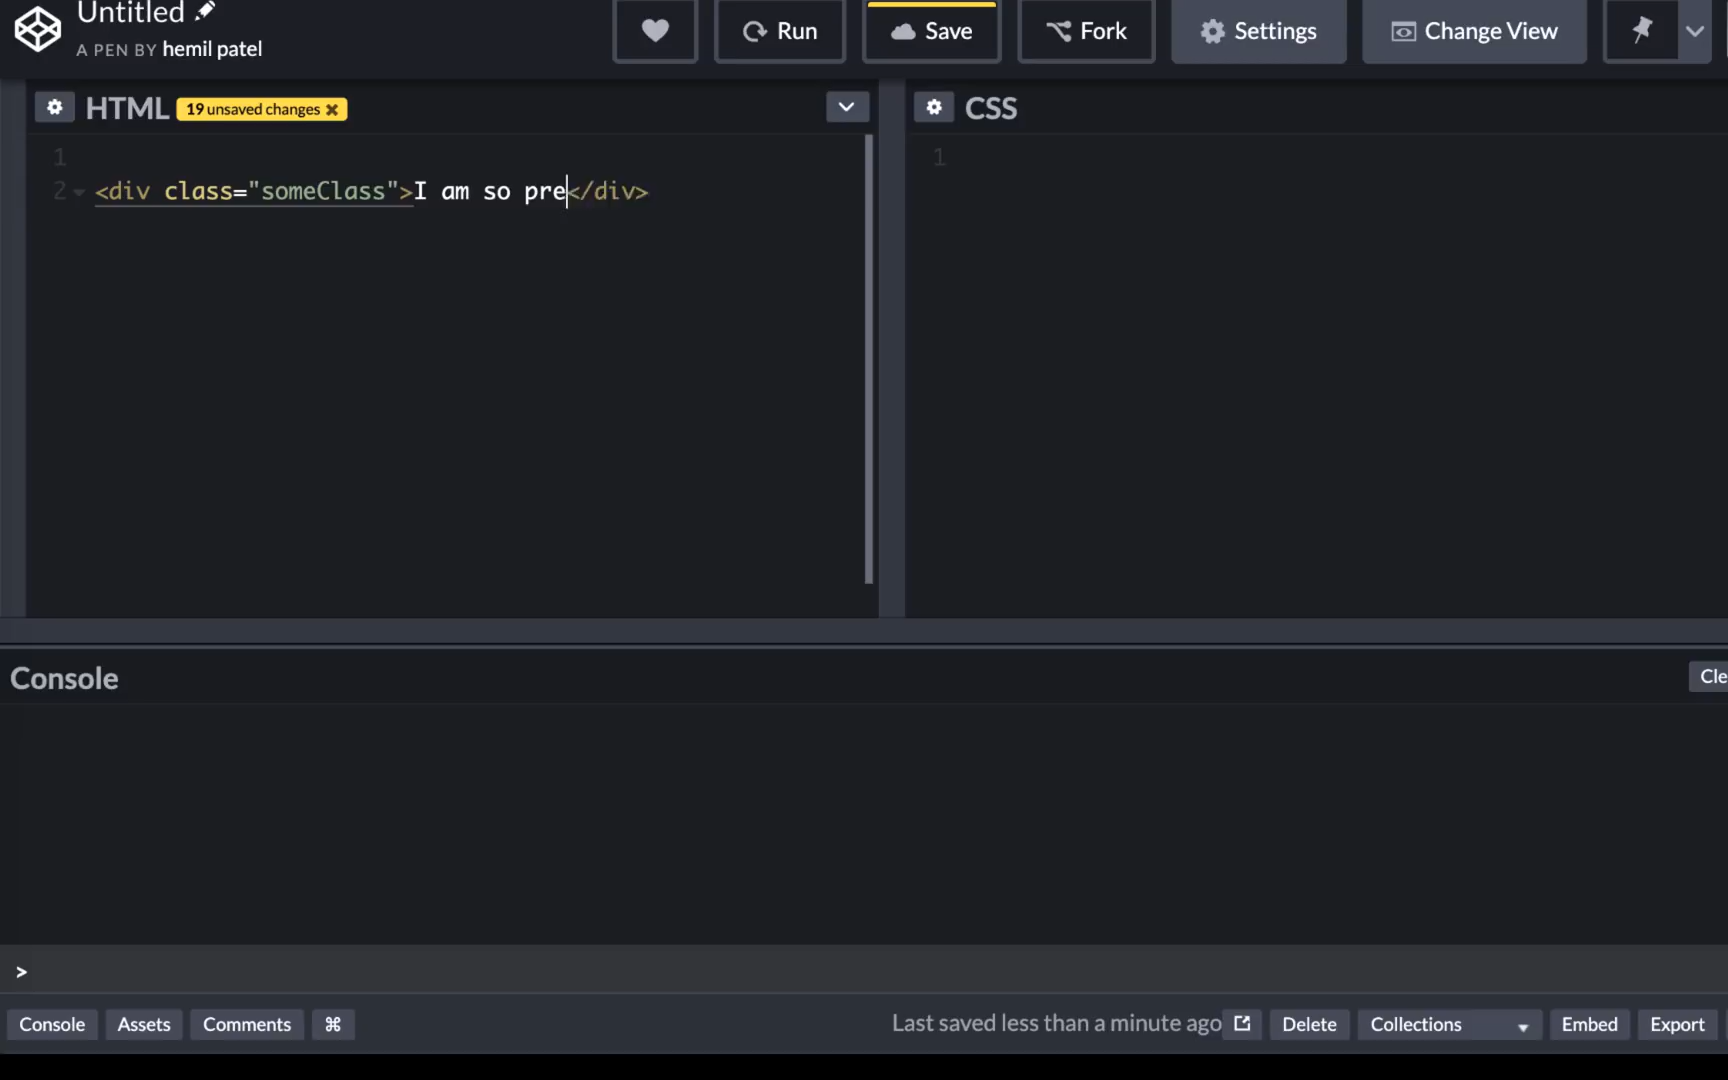 Untitled
A PEN BY hemil patel
Run
Save
Fork
Settings
Change View
HTML 19 unsaved changes
CSS
1
2 <div class="someClass">I am so pre</div>
1
Console
Cle
>
Console
Assets
Comments
⌘
Last saved less than a minute ago
Delete
Collections
Embed
Export